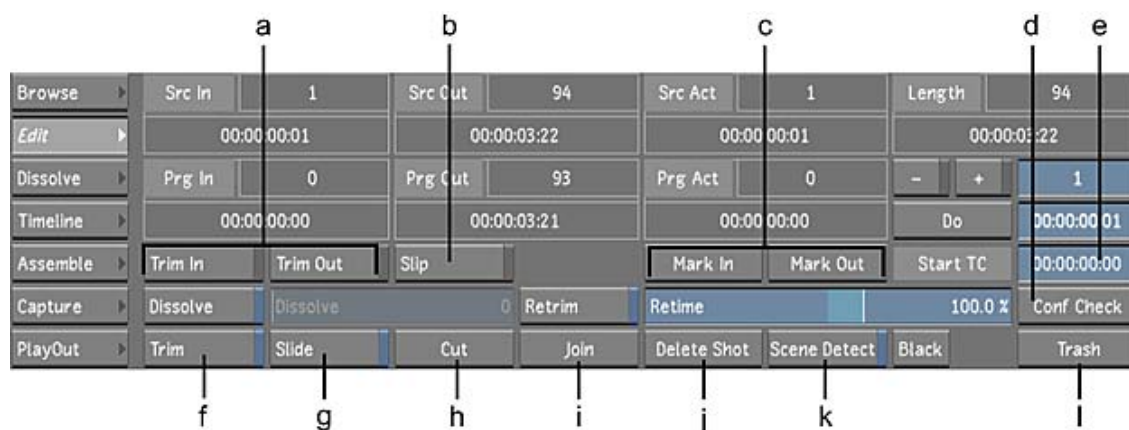 a b c d e
Browse Src In 1 Src Out 94 Src Act 1 Length 94
Edit 00:00:00:01 00:00:03:22 00:00:00:01 00:00:03:22
Dissolve Prg In 0 Prg Out 93 Prg Act 0 - + 1
Timeline 00:00:00:00 00:00:03:21 00:00:00:00 Do 00:00:00:01
Assemble Trim In Trim Out Slip Mark In Mark Out Start TC 00:00:00:00
Capture Dissolve Dissolve 0 Retrim Retime 100.0 % Conf Check
PlayOut Trim Slide Cut Join Delete Shot Scene Detect Black Trash
f g h i j k l